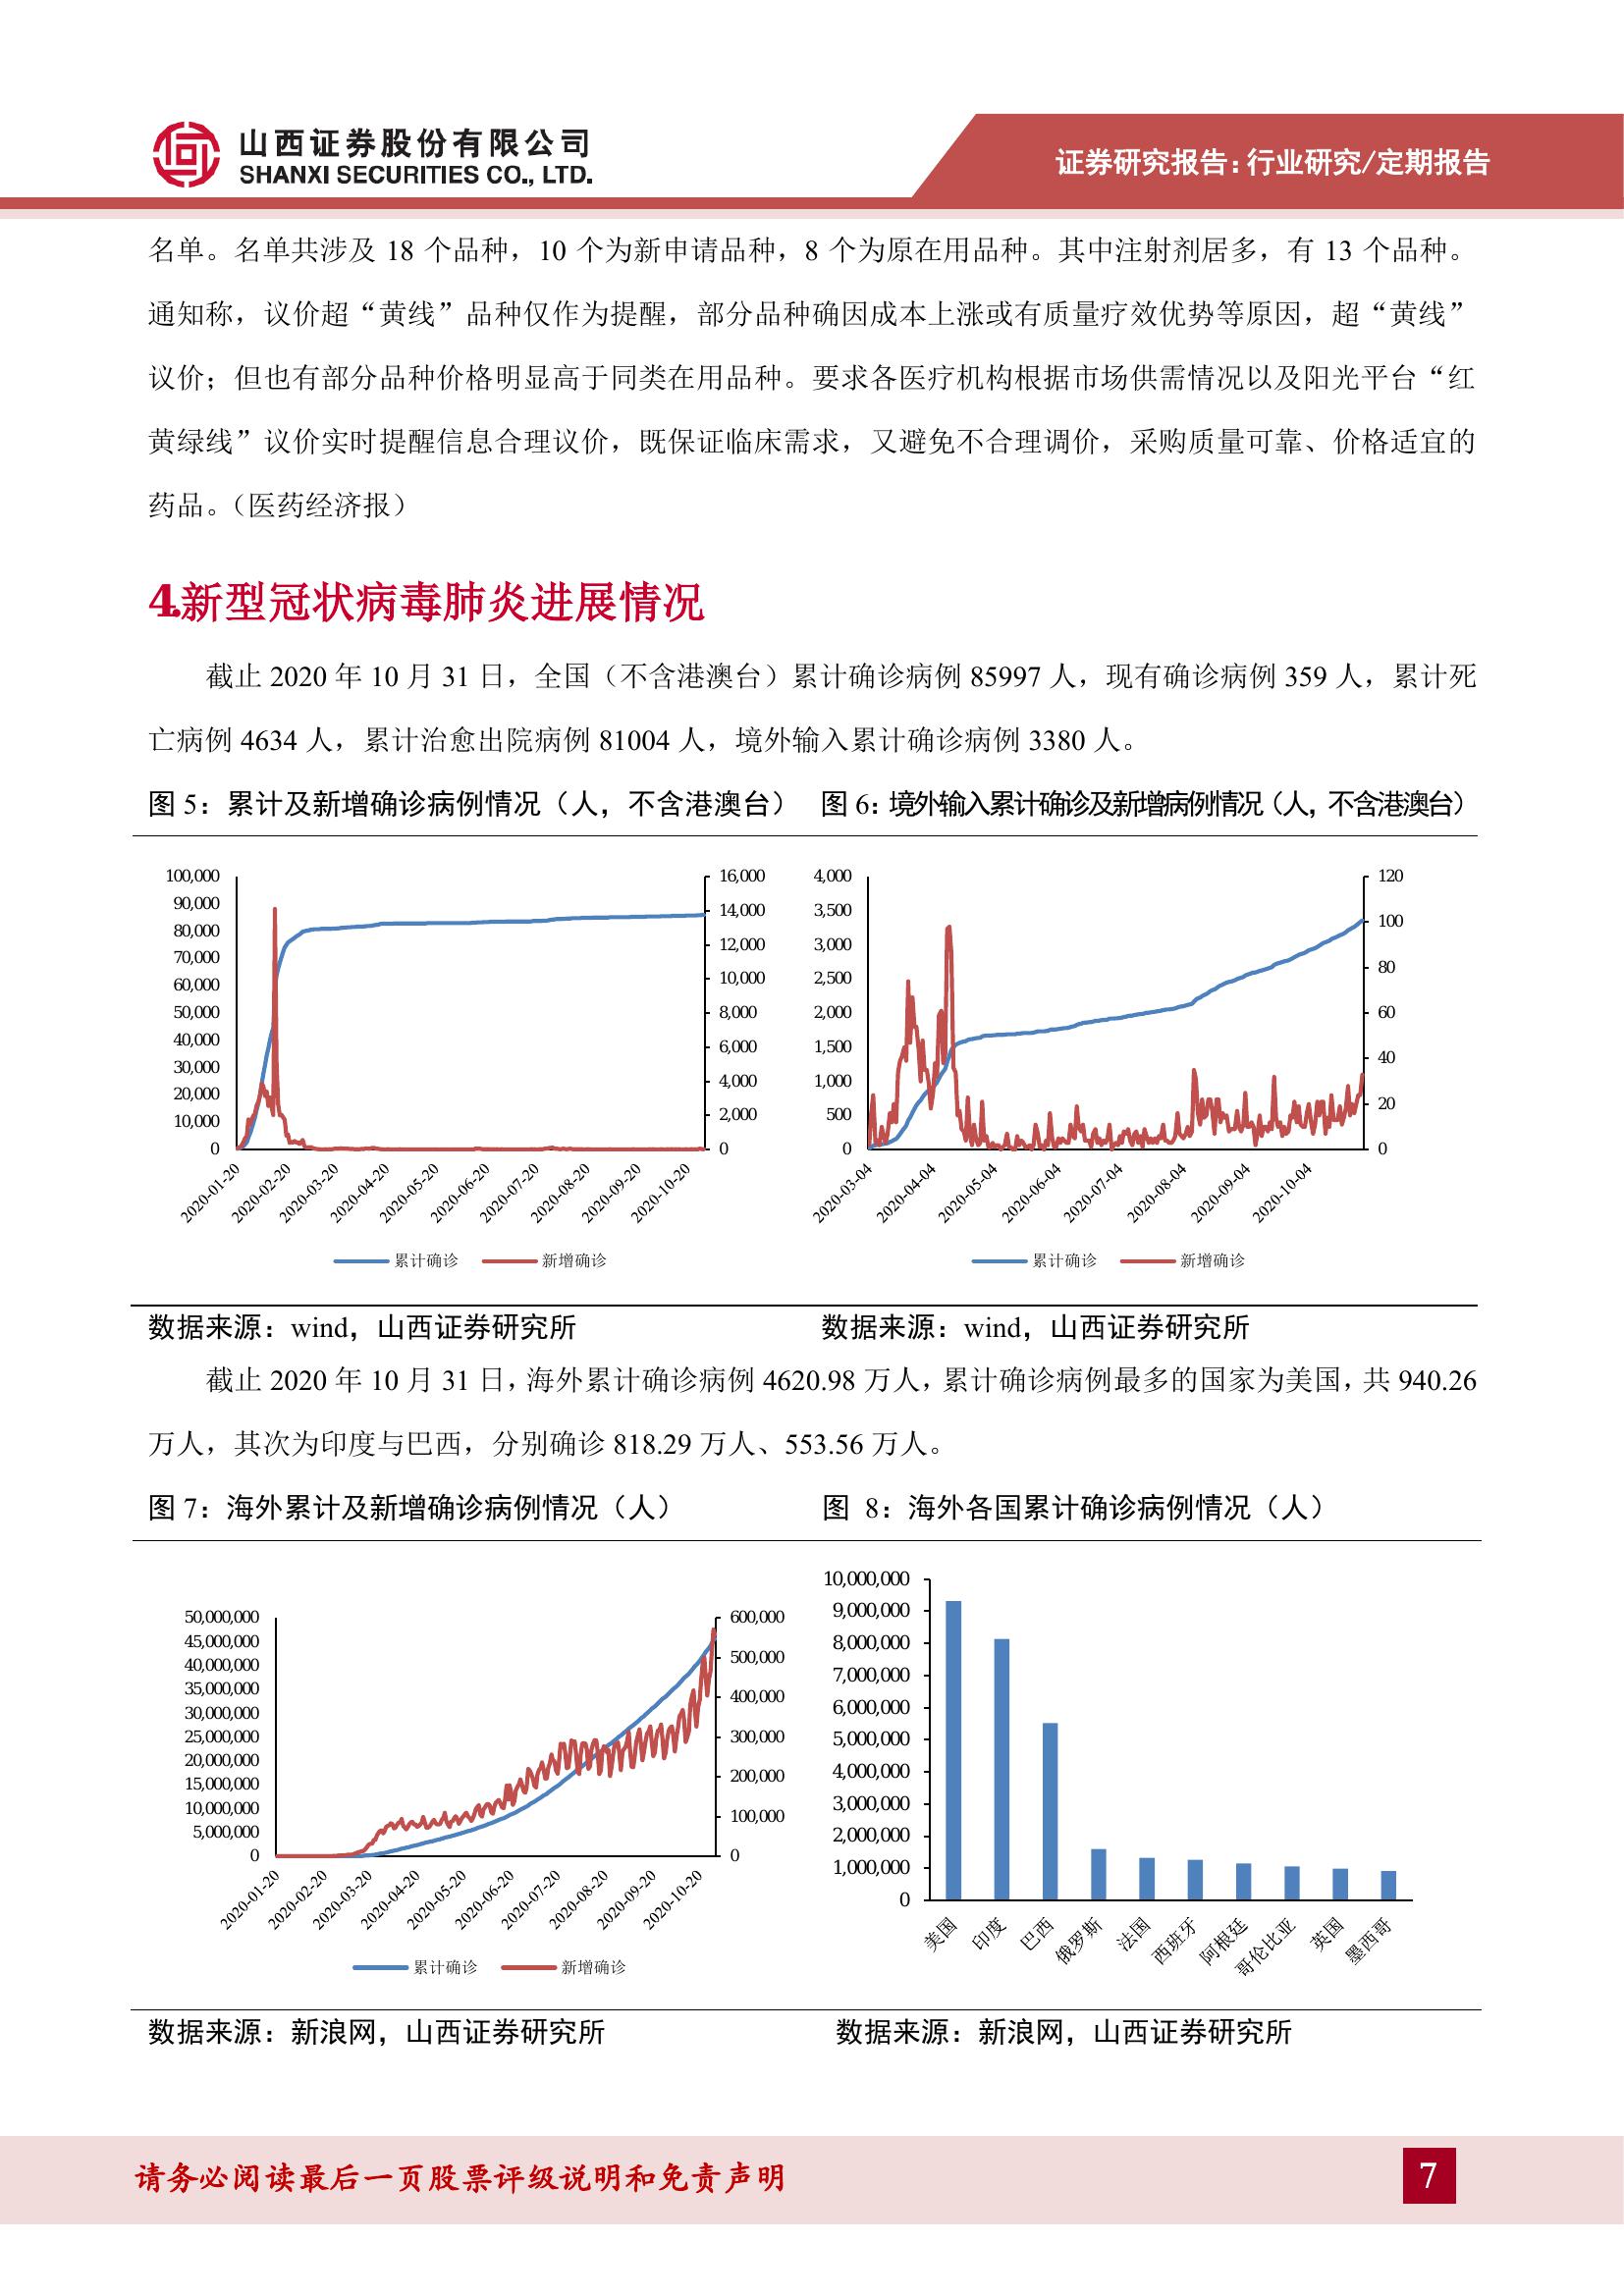 山西证券股份有限公司
SHANXI SECURITIES CO., LTD.
证券研究报告：行业研究/定期报告
名单。名单共涉及 18 个品种，10 个为新申请品种，8 个为原在用品种。其中注射剂居多，有 13 个品种。
通知称，议价超“黄线”品种仅作为提醒，部分品种确因成本上涨或有质量疗效优势等原因，超“黄线”
议价；但也有部分品种价格明显高于同类在用品种。要求各医疗机构根据市场供需情况以及阳光平台“红
黄绿线”议价实时提醒信息合理议价，既保证临床需求，又避免不合理调价，采购质量可靠、价格适宜的
药品。（医药经济报）
4.新型冠状病毒肺炎进展情况
截止 2020 年 10 月 31 日，全国（不含港澳台）累计确诊病例 85997 人，现有确诊病例 359 人，累计死
亡病例 4634 人，累计治愈出院病例 81004 人，境外输入累计确诊病例 3380 人。
图 5：累计及新增确诊病例情况（人，不含港澳台）
100,000
90,000
80,000
70,000
60,000
50,000
40,000
30,000
20,000
10,000
0
16,000
14,000
12,000
10,000
8,000
6,000
4,000
2,000
0
2020-01-20
2020-02-20
2020-03-20
2020-04-20
2020-05-20
2020-06-20
2020-07-20
2020-08-20
2020-09-20
2020-10-20
累计确诊
新增确诊
数据来源：wind，山西证券研究所
图 6：境外输入累计确诊及新增病例情况（人，不含港澳台）
4,000
3,500
3,000
2,500
2,000
1,500
1,000
500
0
120
100
80
60
40
20
0
2020-03-04
2020-04-04
2020-05-04
2020-06-04
2020-07-04
2020-08-04
2020-09-04
2020-10-04
累计确诊
新增确诊
数据来源：wind，山西证券研究所
截止 2020 年 10 月 31 日，海外累计确诊病例 4620.98 万人，累计确诊病例最多的国家为美国，共 940.26
万人，其次为印度与巴西，分别确诊 818.29 万人、553.56 万人。
图 7：海外累计及新增确诊病例情况（人）
50,000,000
45,000,000
40,000,000
35,000,000
30,000,000
25,000,000
20,000,000
15,000,000
10,000,000
5,000,000
0
600,000
500,000
400,000
300,000
200,000
100,000
0
2020-01-20
2020-02-20
2020-03-20
2020-04-20
2020-05-20
2020-06-20
2020-07-20
2020-08-20
2020-09-20
2020-10-20
累计确诊
新增确诊
数据来源：新浪网，山西证券研究所
图 8：海外各国累计确诊病例情况（人）
10,000,000
9,000,000
8,000,000
7,000,000
6,000,000
5,000,000
4,000,000
3,000,000
2,000,000
1,000,000
0
美国
印度
巴西
俄罗斯
法国
西班牙
阿根廷
哥伦比亚
英国
墨西哥
数据来源：新浪网，山西证券研究所
请务必阅读最后一页股票评级说明和免责声明
7